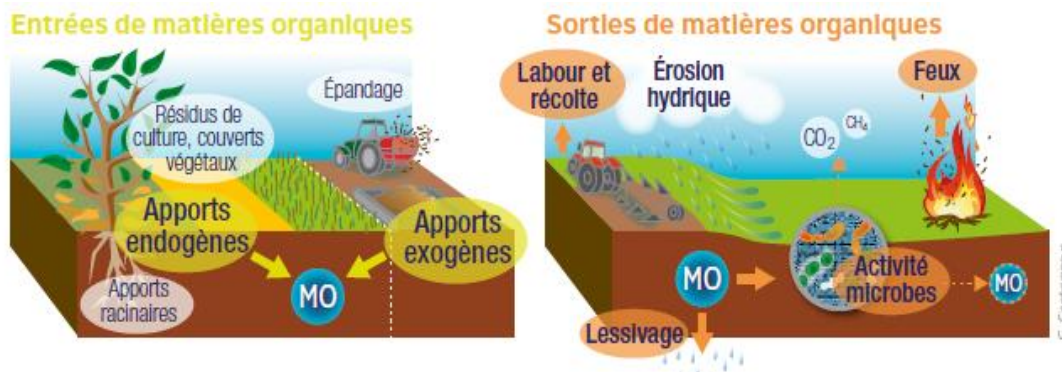 Entrées de matières organiques
Épandage
Résidus de
culture, couverts
végétaux
Apports
endogènes
Apports
exogènes
MO
Apports
racinaires
Sorties de matières organiques
Labour et
récolte
Érosion
hydrique
Feux
CO₂
CH₄
MO
Activité
microbes
MO
Lessivage